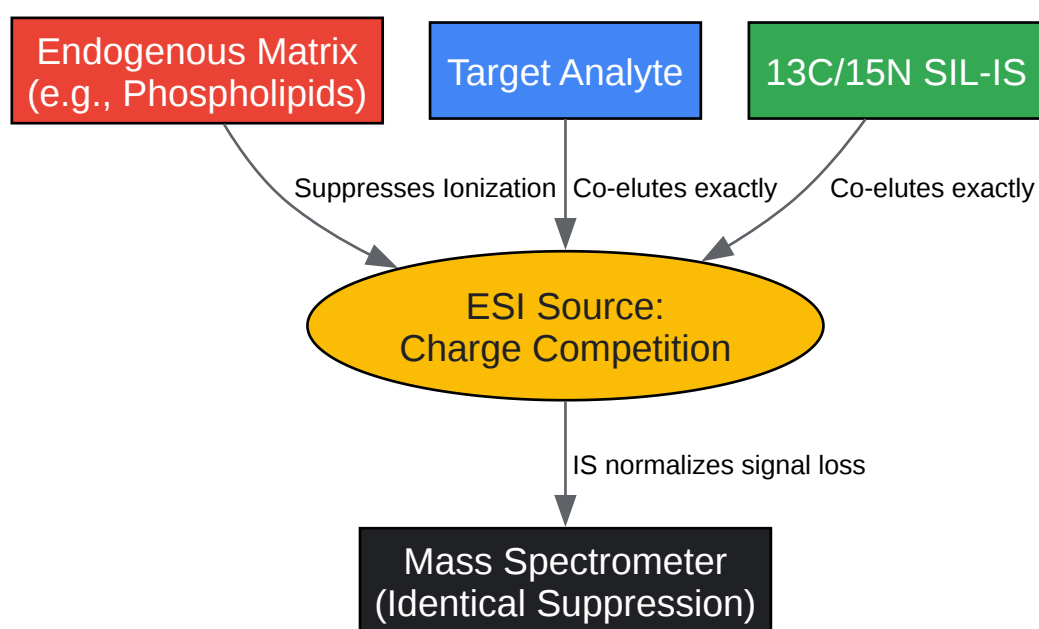 Endogenous Matrix
(e.g., Phospholipids)
Target Analyte
13C/15N SIL-IS
Suppresses Ionization
Co-elutes exactly
Co-elutes exactly
ESI Source:
Charge Competition
IS normalizes signal loss
Mass Spectrometer
(Identical Suppression)